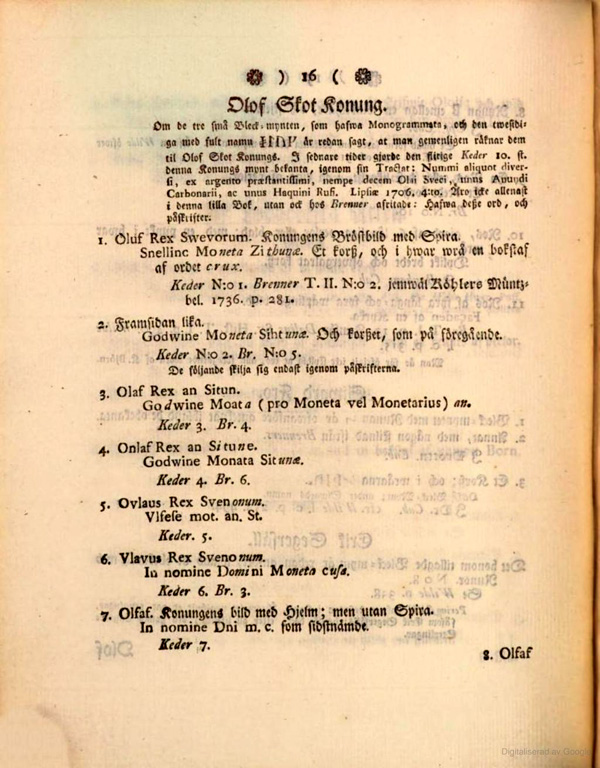 ) 16 (
Olof Skot Konung.
Om de tre små Bleck-mynten, som hafwa Monogrammata, och den twesidi-
ga med fult namn är redan sagt, at man gemenligen räknar dem
til Olof Skot Konungs. I sednare tider gjorde den flitige Keder 10. st.
denna Konungs mynt bekanta, igenom sin Tractat: Nummi aliquot diver-
si, ex argento præstantissimi, nempe decem Olai Sveci, unus Anundi
Carbonarii, ac unus Haquini Rufi. Lipsiæ 1706. 4:to. Äro icke allenast
i denna lilla Bok, utan ock hos Brenner afritade: Hafwa deße ord, och
påskrifter.
1. Oluf Rex Swevorum. Konungens Bröstbild med Spira.
Snellinc Moneta Zithunæ. Et korß, och i hwar wrå en bokstaf
af ordet crux.
Keder N:o 1. Brenner T. II. N:o 2. jemwäl Köhlers Müntz-
bel. 1736. p. 281.
2. Framsidan lika.
Godwine Moneta Sihtunæ. Och korßet, som på föregående.
Keder N:o 2. Br. N:o 5.
De följande skilja sig endast igenom påskrifterna.
3. Olaf Rex an Situn.
Godwine Moata (pro Moneta vel Monetarius) an.
Keder 3. Br. 4.
4. Onlaf Rex an Situne.
Godwine Monata Situnæ.
Keder 4. Br. 6.
5. Ovlaus Rex Svenonum.
Vlfese mot. an. St.
Keder. 5.
6. Vlavus Rex Svenonum.
In nomine Domini Moneta cusa.
Keder 6. Br. 3.
7. Olfaf. Konungens bild med Hjelm; men utan Spira.
In nomine Dni m. c. som sidstnämde.
Keder 7.
8. Olfaf
Digitaliserad av Google